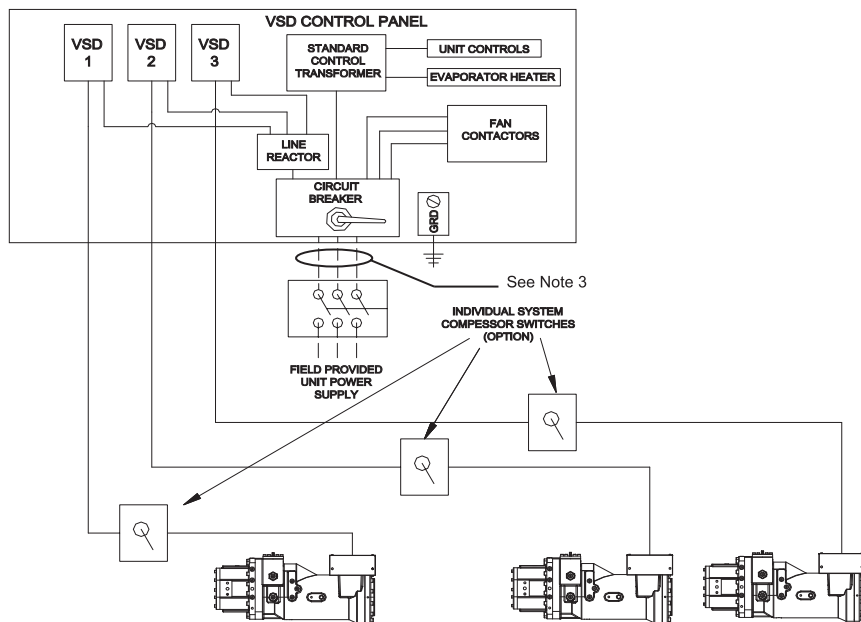 VSD CONTROL PANEL
VSD
1
VSD
2
VSD
3
STANDARD
CONTROL
TRANSFORMER
UNIT CONTROLS
EVAPORATOR HEATER
FAN
CONTACTORS
LINE
REACTOR
CIRCUIT
BREAKER
GRD
See Note 3
INDIVIDUAL SYSTEM
COMPESSOR SWITCHES
(OPTION)
FIELD PROVIDED
UNIT POWER
SUPPLY